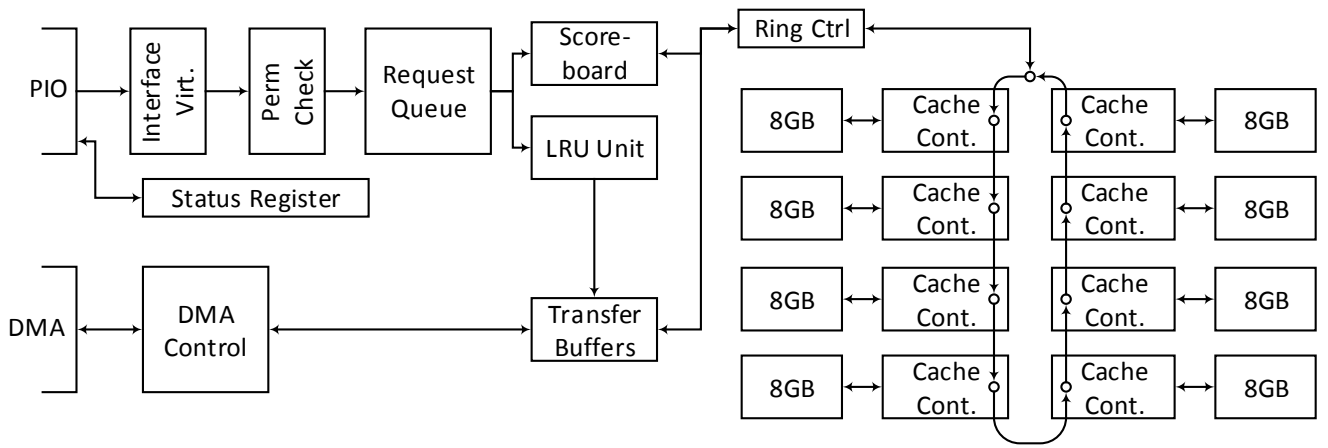 PIO
Interface
Virt.
Perm
Check
Request
Queue
Score-
board
LRU Unit
Status Register
DMA
DMA
Control
Transfer
Buffers
Ring Ctrl
8GB
Cache
Cont.
Cache
Cont.
8GB
8GB
Cache
Cont.
Cache
Cont.
8GB
8GB
Cache
Cont.
Cache
Cont.
8GB
8GB
Cache
Cont.
Cache
Cont.
8GB